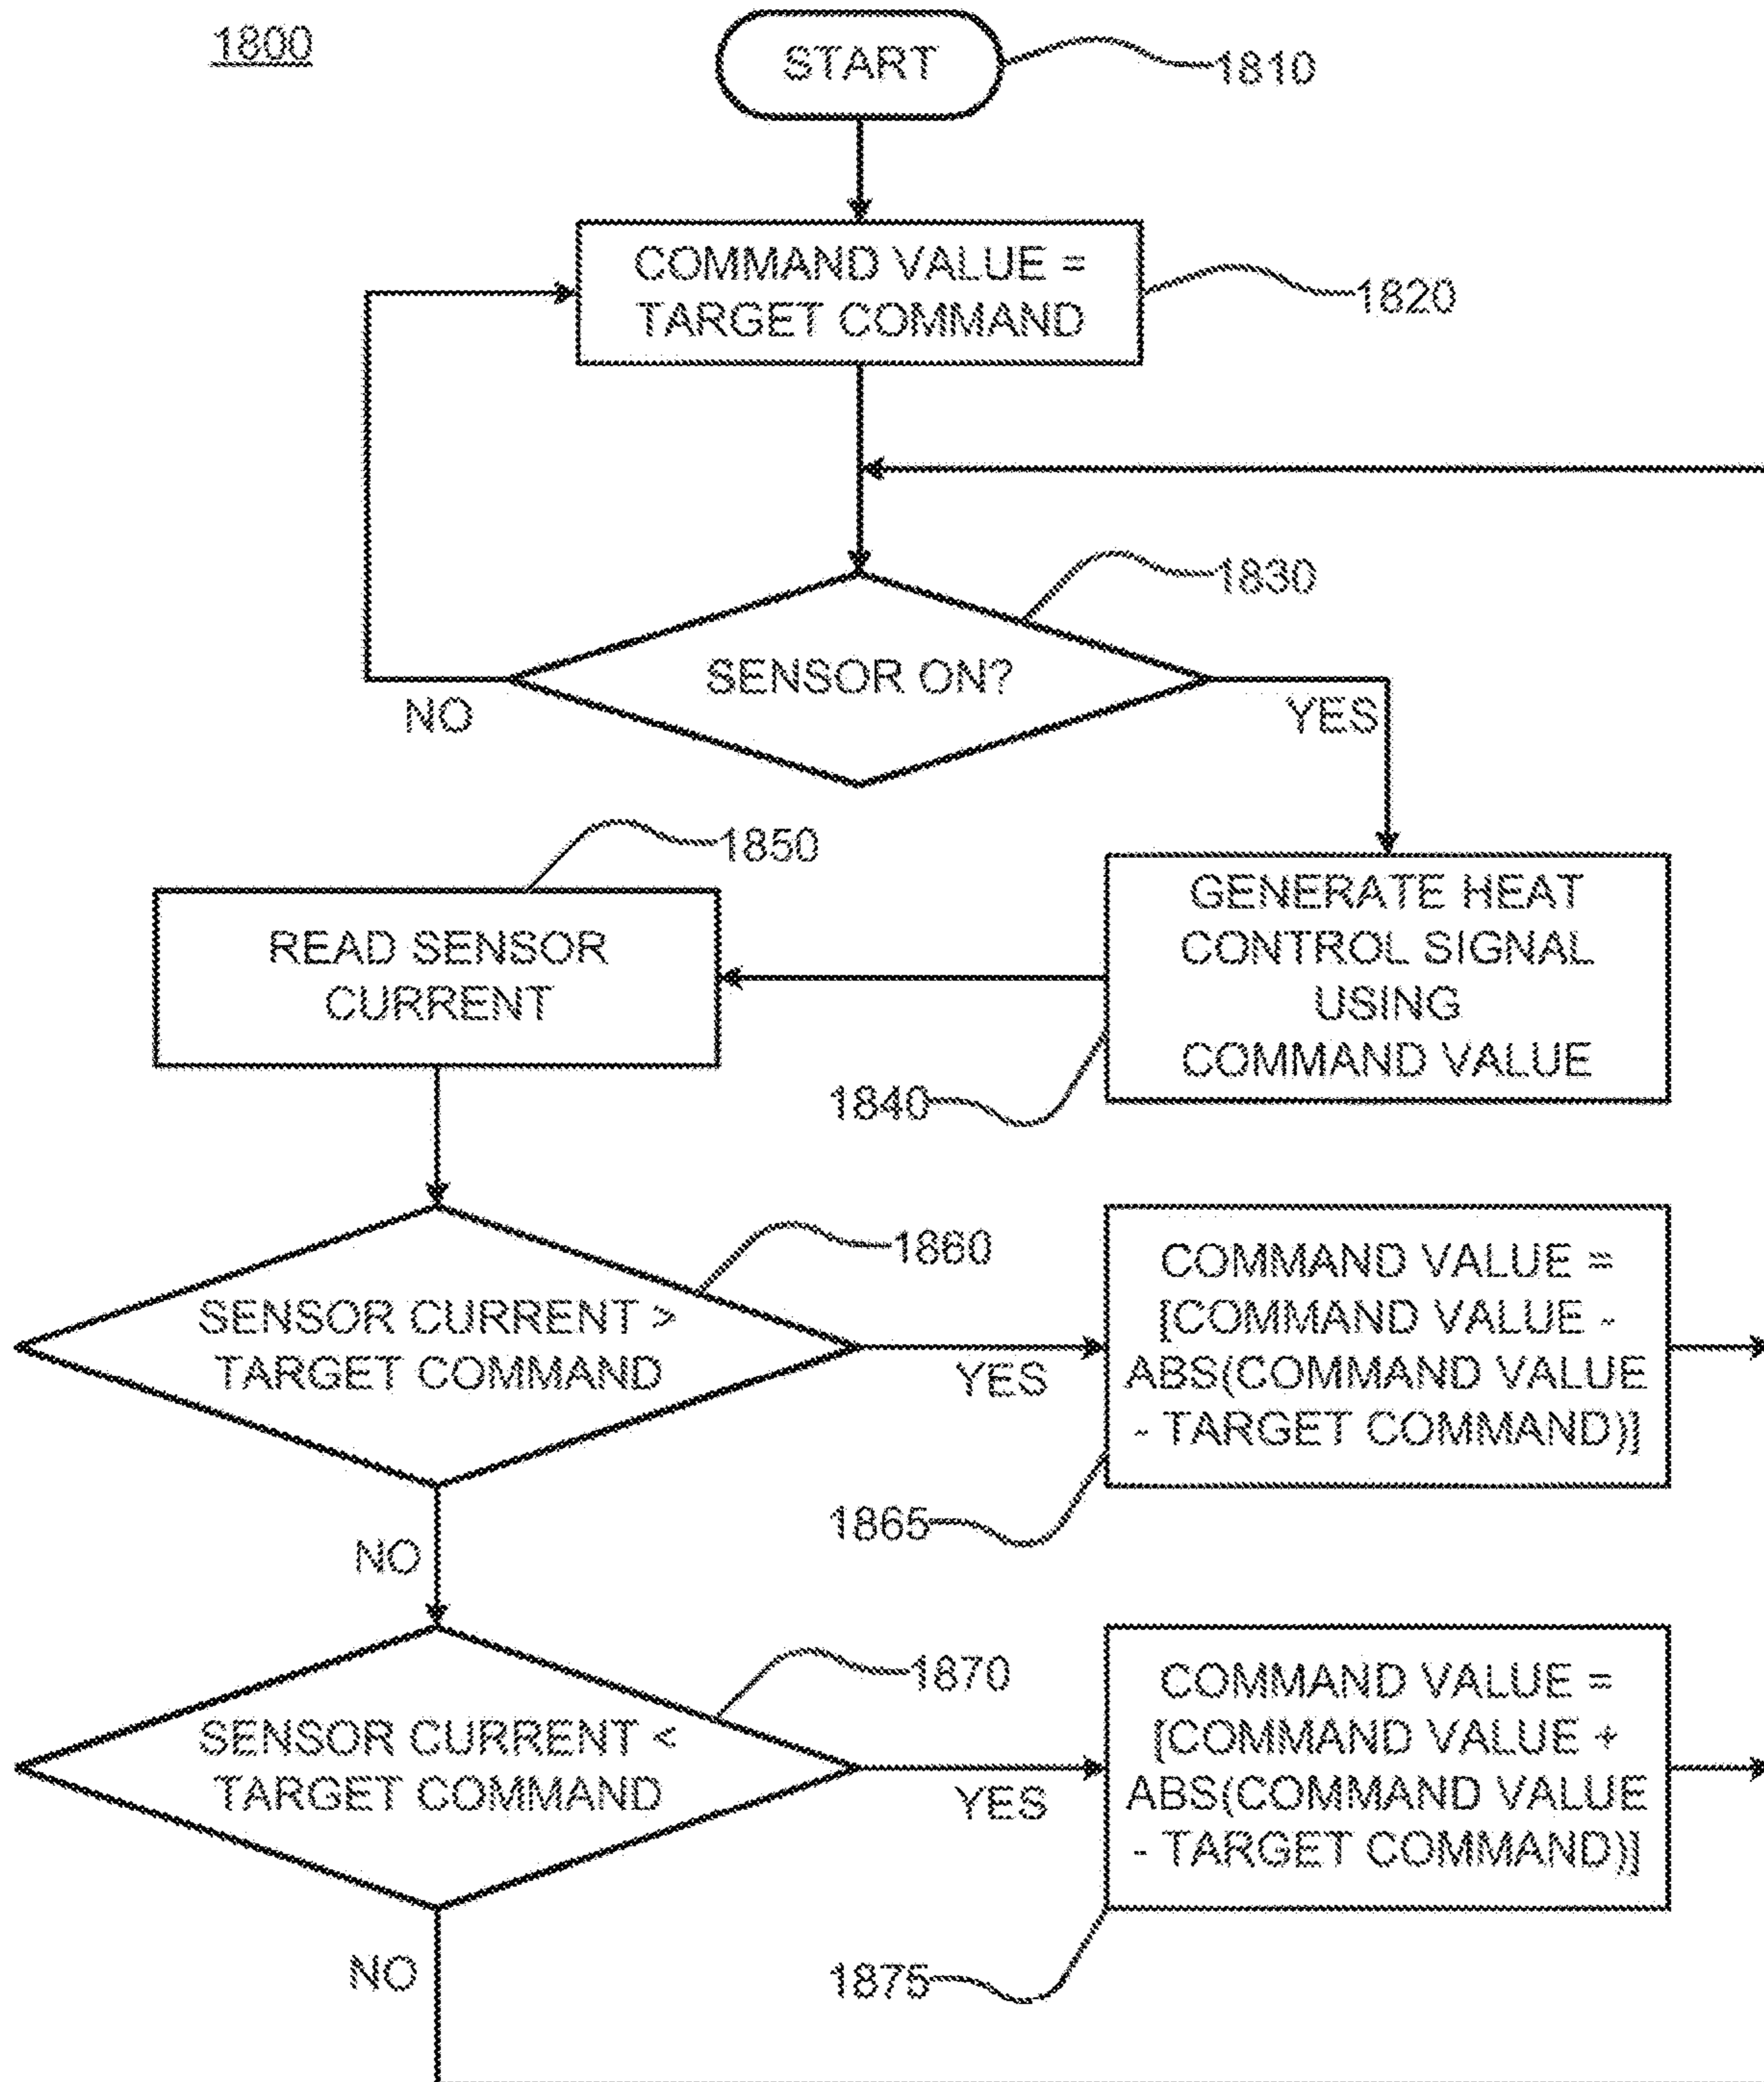 1800
START
1810
COMMAND VALUE =
TARGET COMMAND
1820
1830
SENSOR ON?
NO
YES
1850
READ SENSOR
CURRENT
GENERATE HEAT
CONTROL SIGNAL
USING
COMMAND VALUE
1840
1860
SENSOR CURRENT >
TARGET COMMAND
YES
COMMAND VALUE =
[COMMAND VALUE -
ABS(COMMAND VALUE
- TARGET COMMAND)]
1865
NO
1870
SENSOR CURRENT <
TARGET COMMAND
YES
COMMAND VALUE =
[COMMAND VALUE +
ABS(COMMAND VALUE
- TARGET COMMAND)]
1875
NO